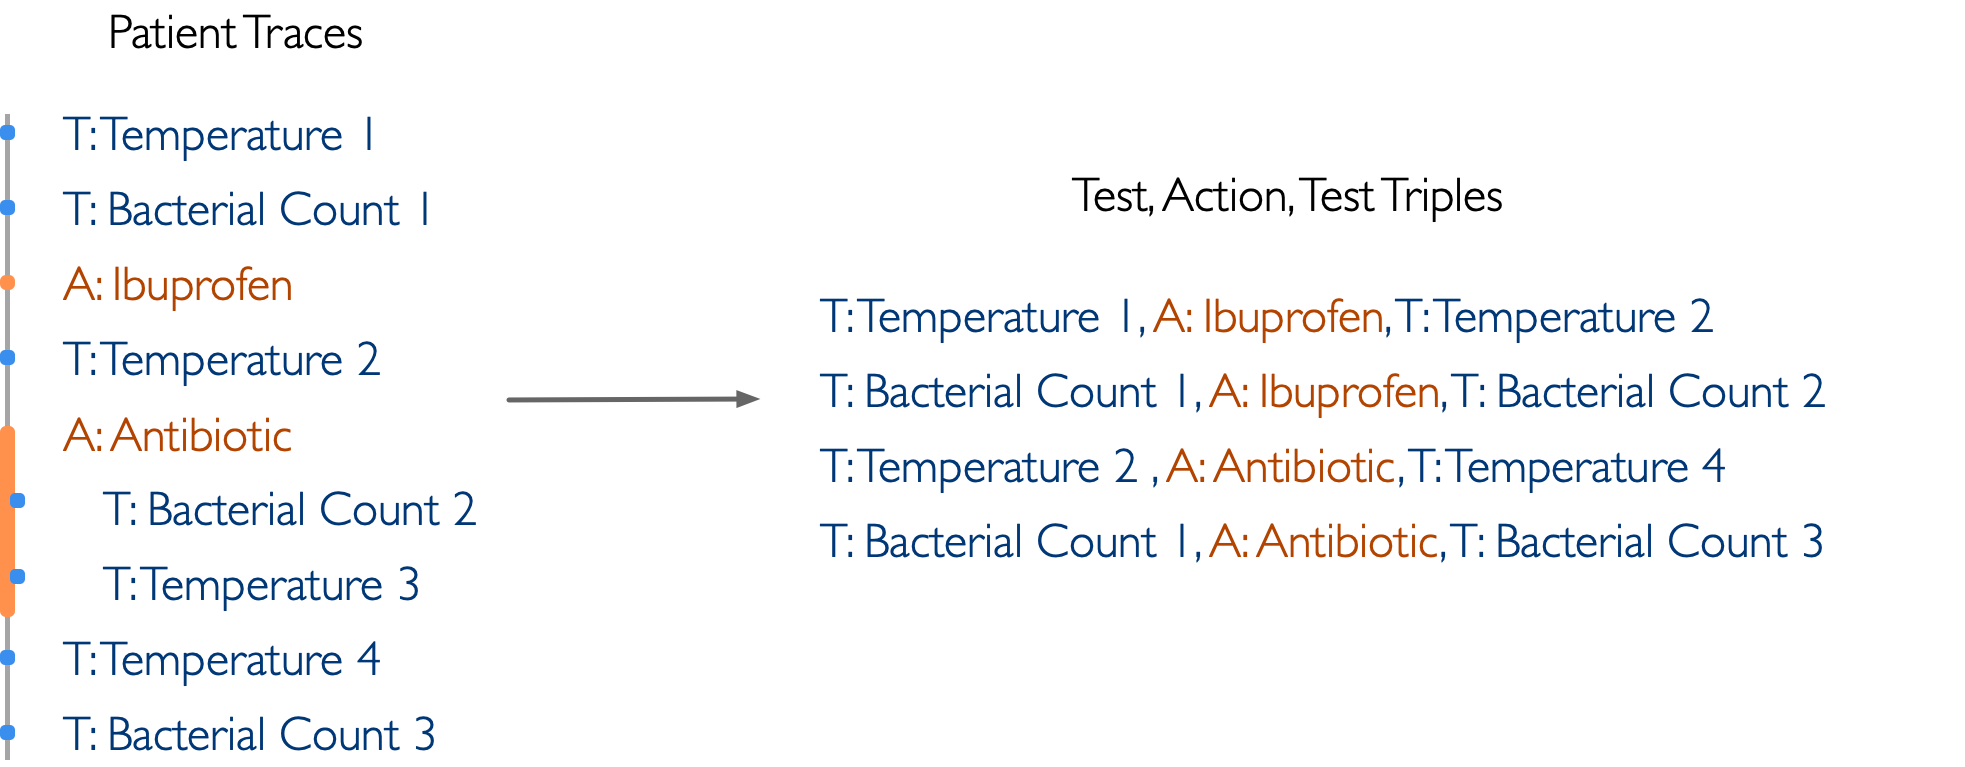 Patient Traces
T: Temperature 1
T: Bacterial Count 1
A: Ibuprofen
T: Temperature 2
A: Antibiotic
T: Bacterial Count 2
T: Temperature 3
T: Temperature 4
T: Bacterial Count 3
Test, Action, Test Triples
T: Temperature 1, A: Ibuprofen, T: Temperature 2
T: Bacterial Count 1, A: Ibuprofen, T: Bacterial Count 2
T: Temperature 2 , A: Antibiotic, T: Temperature 4
T: Bacterial Count 1, A: Antibiotic, T: Bacterial Count 3